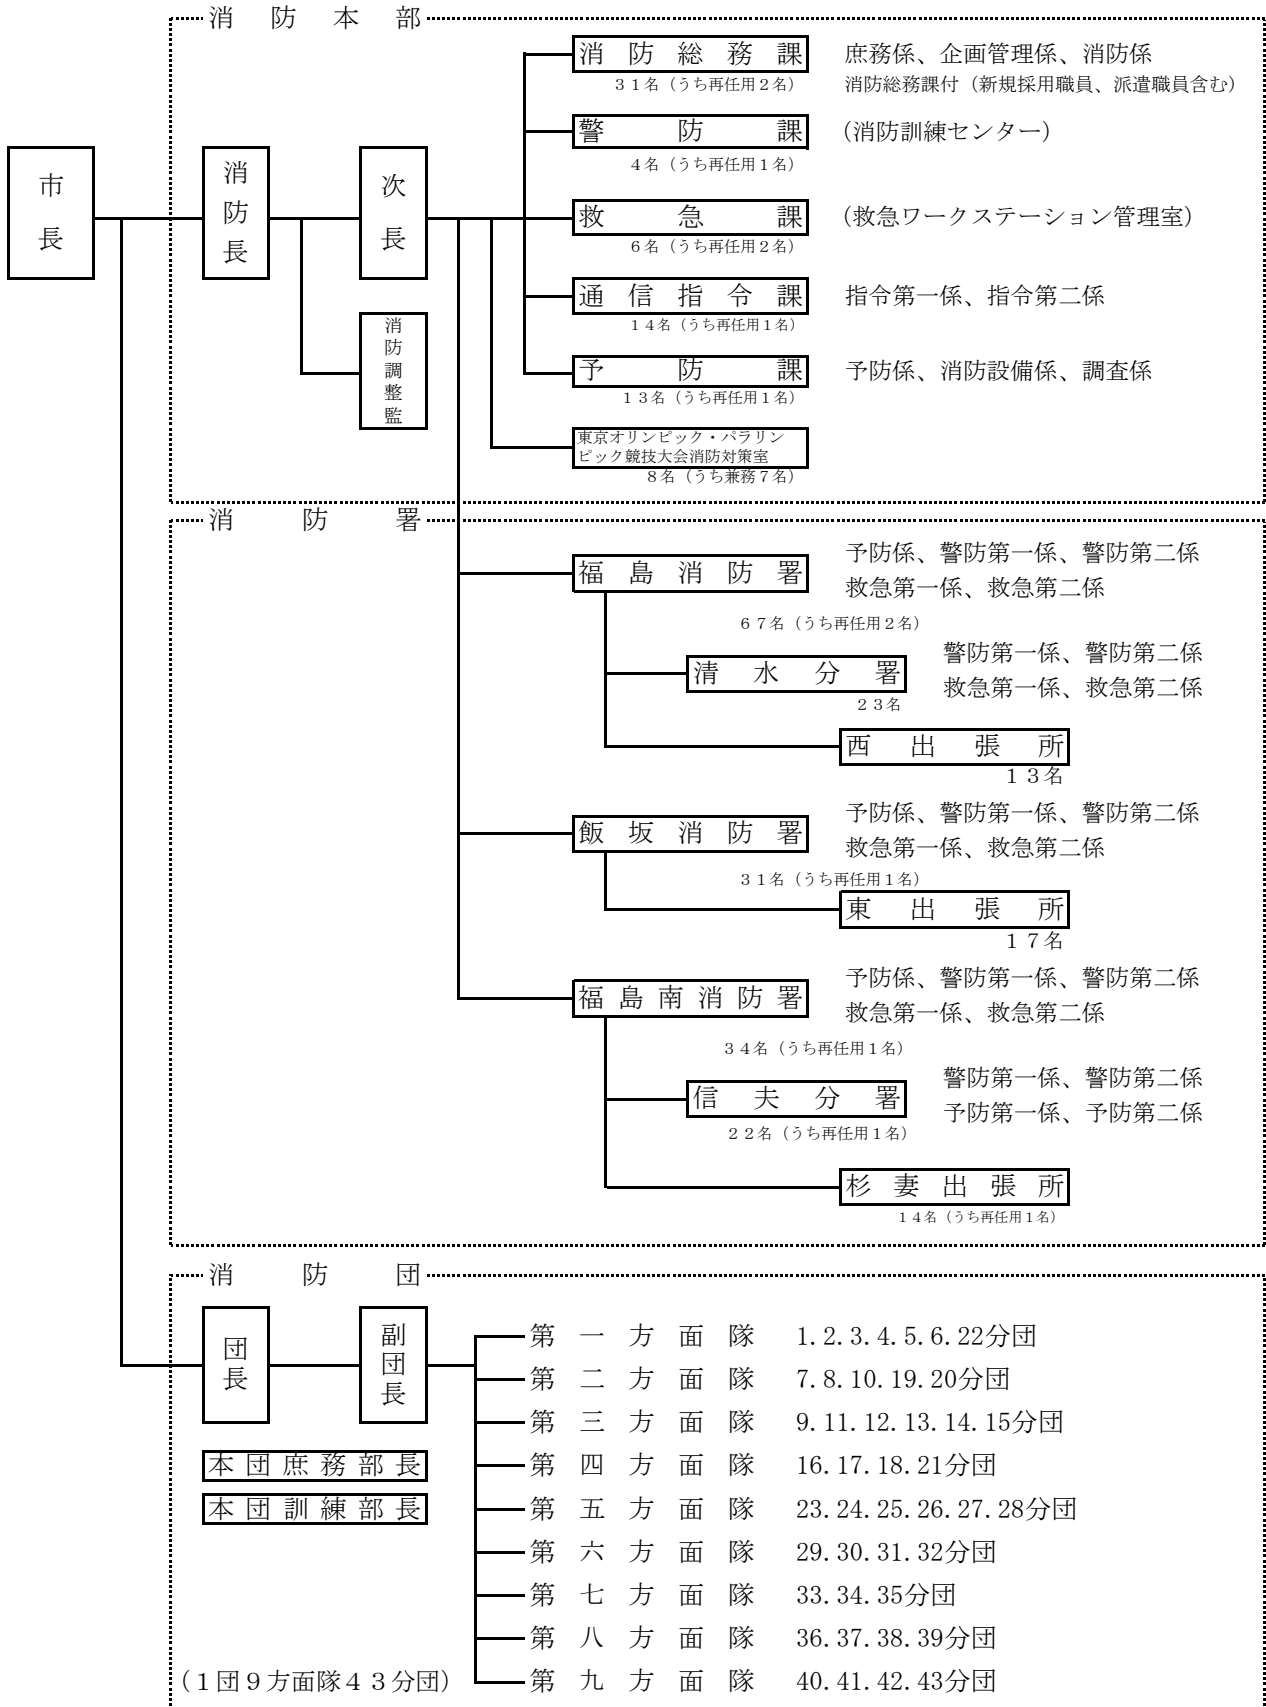 消防本部
消防総務課
庶務係、企画管理係、消防係
31名（うち再任用2名）
消防総務課付（新規採用職員、派遣職員含む）
警防課
（消防訓練センター）
4名（うち再任用1名）
市長
消防長
次長
救急課
（救急ワークステーション管理室）
6名（うち再任用2名）
通信指令課
指令第一係、指令第二係
14名（うち再任用1名）
消防調整監
予防課
予防係、消防設備係、調査係
13名（うち再任用1名）
東京オリンピック・パラリン
ピック競技大会消防対策室
8名（うち兼務7名）
消防署
福島消防署
予防係、警防第一係、警防第二係
救急第一係、救急第二係
67名（うち再任用2名）
清水分署
警防第一係、警防第二係
救急第一係、救急第二係
23名
西出張所
13名
飯坂消防署
予防係、警防第一係、警防第二係
救急第一係、救急第二係
31名（うち再任用1名）
東出張所
17名
福島南消防署
予防係、警防第一係、警防第二係
救急第一係、救急第二係
34名（うち再任用1名）
信夫分署
警防第一係、警防第二係
予防第一係、予防第二係
22名（うち再任用1名）
杉妻出張所
14名（うち再任用1名）
消防団
団長
副団長
第一方面隊 1.2.3.4.5.6.22分団
第二方面隊 7.8.10.19.20分団
第三方面隊 9.11.12.13.14.15分団
本団庶務部長
第四方面隊 16.17.18.21分団
本団訓練部長
第五方面隊 23.24.25.26.27.28分団
第六方面隊 29.30.31.32分団
第七方面隊 33.34.35分団
第八方面隊 36.37.38.39分団
（1団9方面隊43分団）
第九方面隊 40.41.42.43分団